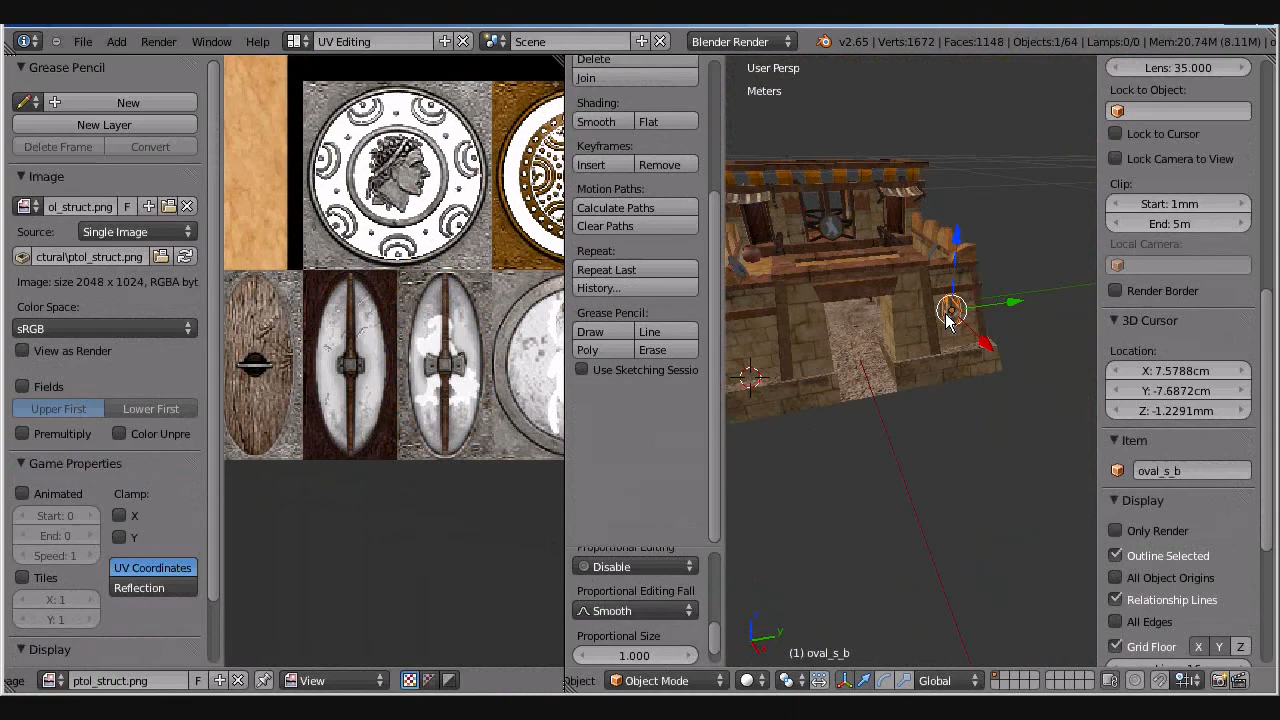 File Add Render Window Help UV Editing Scene Blender Render v2.65 | Verts:1672 | Faces:1148 | Objects:1/64 | Lamps:0/0 | Mem:20.74M (8.11M) | o
Grease Pencil
New
New Layer
Delete Frame Convert
Image
ol_struct.png F
Source: Single Image
ctural\ptol_struct.png
Image: size 2048 x 1024, RGBA byt
Color Space:
sRGB
View as Render
Fields
Upper First Lower First
Premultiply Color Unpre
Game Properties
Animated Clamp:
Start: 0 X
End: 0 Y
Speed: 1
UV Coordinates
Tiles Reflection
X: 1
Y: 1
Display
age ptol_struct.png F View
Delete
Join
Shading:
Smooth Flat
Keyframes:
Insert Remove
Motion Paths:
Calculate Paths
Clear Paths
Repeat:
Repeat Last
History...
Grease Pencil:
Draw Line
Poly Erase
Use Sketching Sessio
Proportional Editing
Disable
Proportional Editing Fall
Smooth
Proportional Size
1.000
User Persp
Meters
z
y
(1) oval_s_b
Object Object Mode Global
Lens: 35.000
Lock to Object:
Lock to Cursor
Lock Camera to View
Clip:
Start: 1mm
End: 5m
Local Camera:
Render Border
3D Cursor
Location:
X: 7.5788cm
Y: -7.6872cm
Z: -1.2291mm
Item
oval_s_b
Display
Only Render
Outline Selected
All Object Origins
Relationship Lines
All Edges
Grid Floor X Y Z